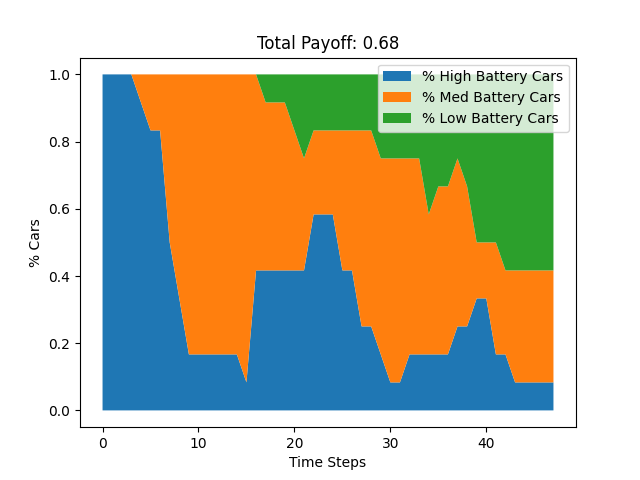 Total Payoff: 0.68
% High Battery Cars
% Med Battery Cars
% Low Battery Cars
1.0
0.8
0.6
0.4
0.2
0.0
% Cars
0
10
20
30
40
Time Steps